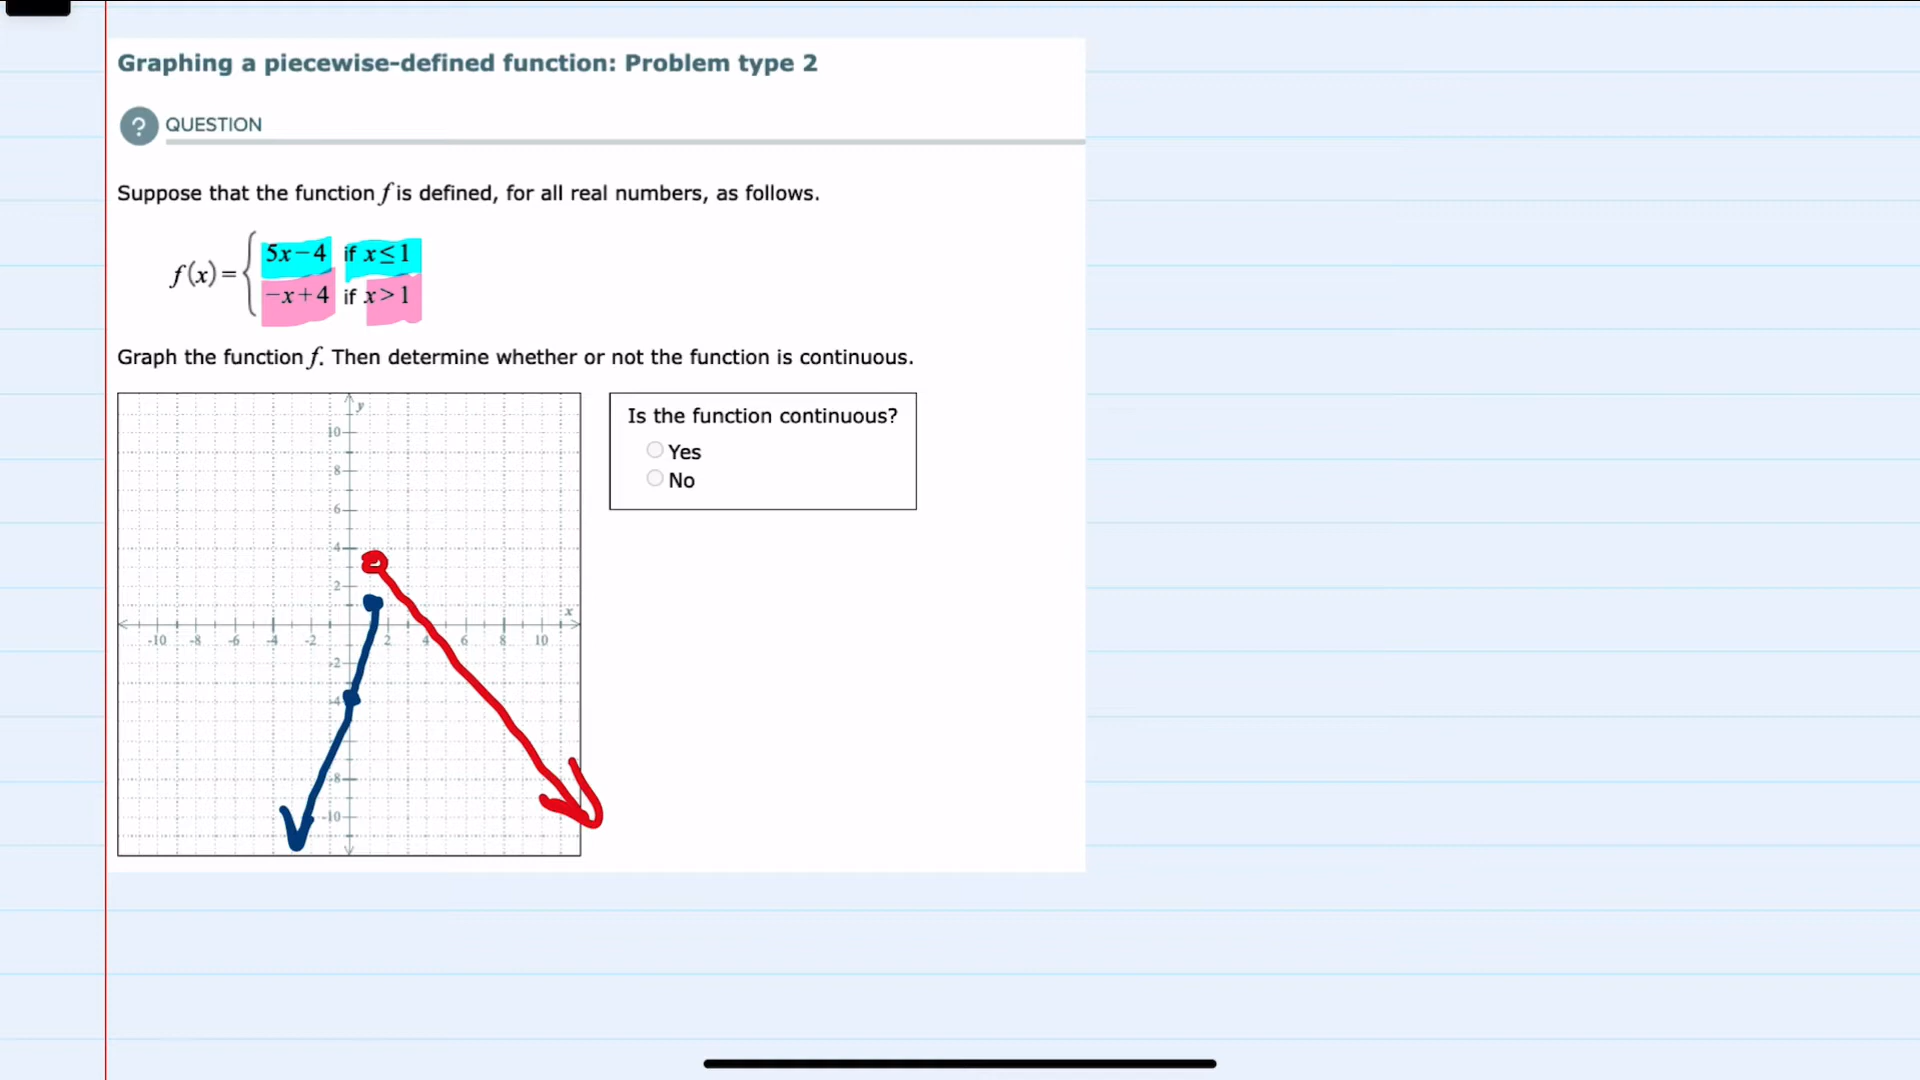 Graphing a piecewise-defined function: Problem type 2
? QUESTION
Suppose that the function f is defined, for all real numbers, as follows.
5x−4 if x≤1
f(x)={
−x+4 if x>1
Graph the function f. Then determine whether or not the function is continuous.
Is the function continuous?
Yes
No
y
10
8
6
4
2
x
-10 -8 -6 -4 -2 2 4 6 8 10
-2
-4
-8
-10